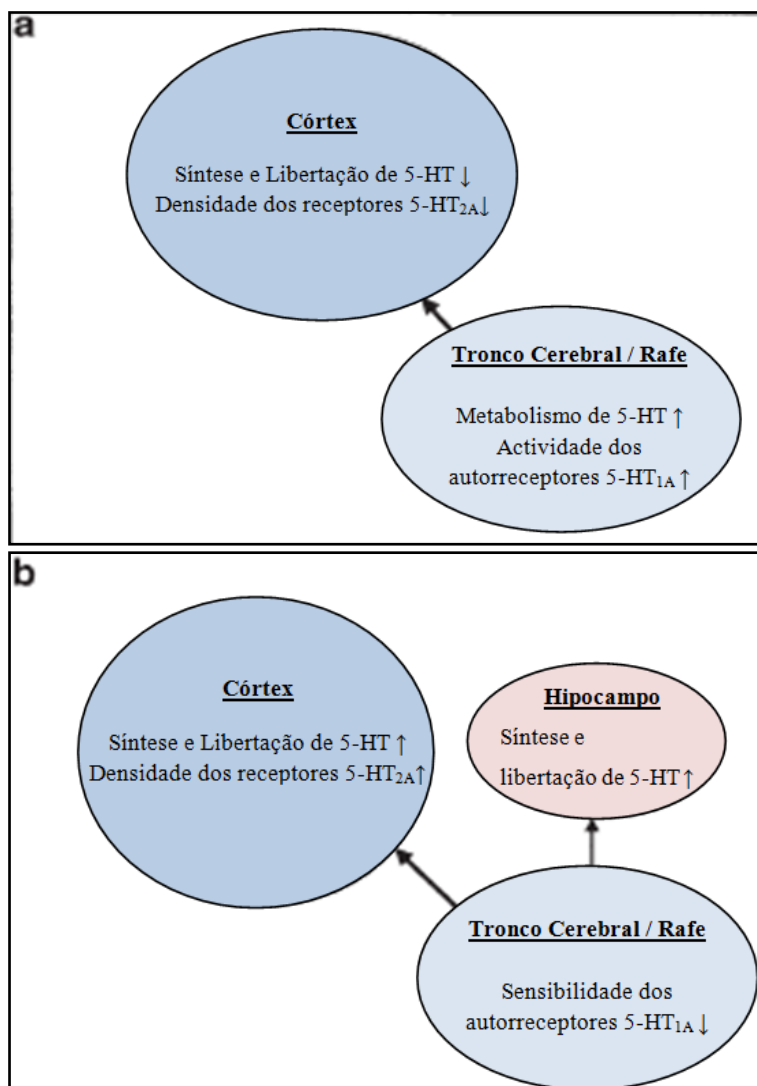 a
Córtex
Síntese e Libertação de 5-HT ↓
Densidade dos receptores 5-HT2A↓
Tronco Cerebral / Rafe
Metabolismo de 5-HT ↑
Actividade dos
autorreceptores 5-HT1A ↑
b
Córtex
Síntese e Libertação de 5-HT ↑
Densidade dos receptores 5-HT2A↑
Hipocampo
Síntese e
libertação de 5-HT ↑
Tronco Cerebral / Rafe
Sensibilidade dos
autorreceptores 5-HT1A ↓